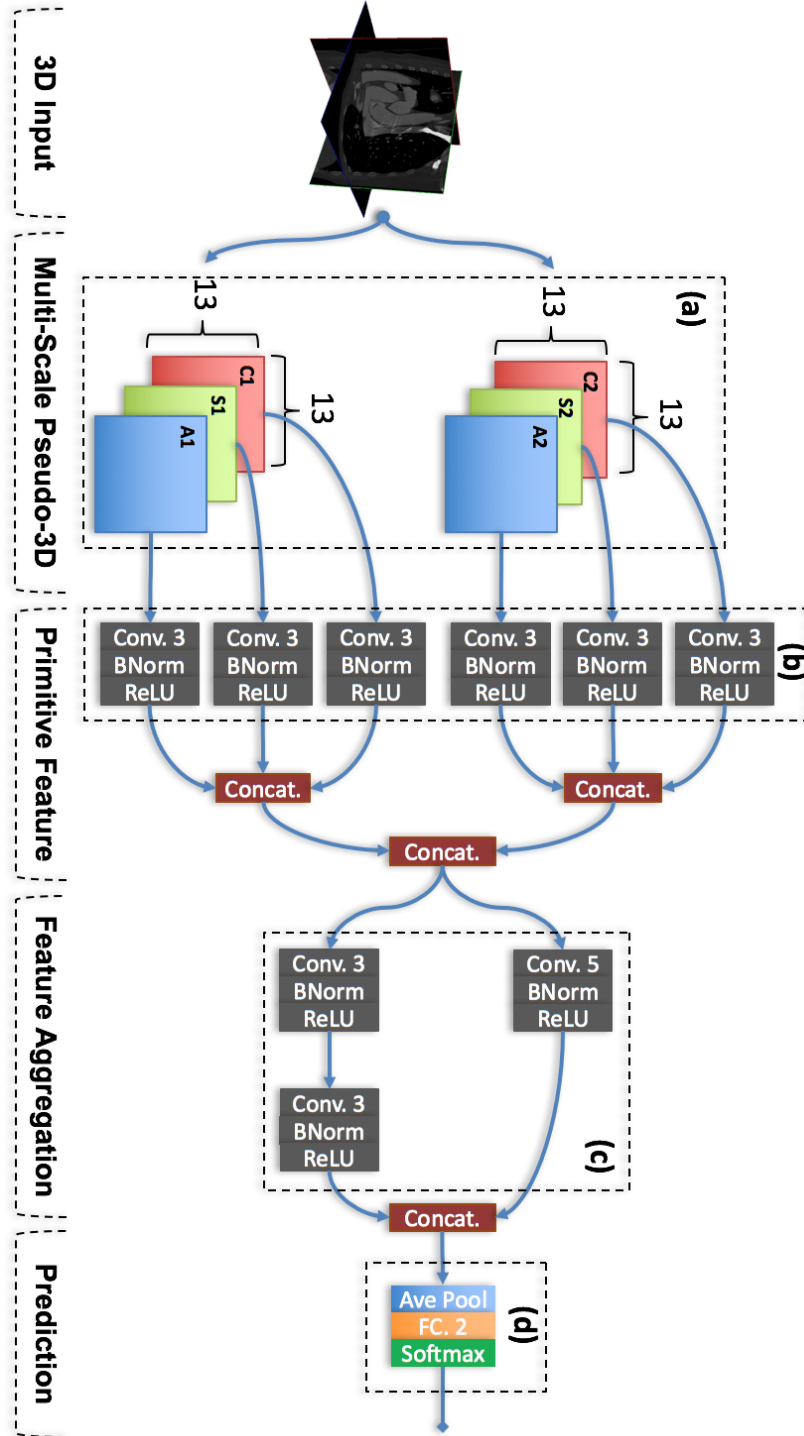 3D Input
Multi-Scale Pseudo-3D
Primitive Feature
Feature Aggregation
Prediction
(a)
13
13
C2
S2
A2
13
13
C1
S1
A1
(b)
Conv. 3
BNorm
ReLU
Conv. 3
BNorm
ReLU
Conv. 3
BNorm
ReLU
Conv. 3
BNorm
ReLU
Conv. 3
BNorm
ReLU
Conv. 3
BNorm
ReLU
Concat.
Concat.
Concat.
Conv. 3
BNorm
ReLU
Conv. 5
BNorm
ReLU
Conv. 3
BNorm
ReLU
(c)
Concat.
(d)
Ave Pool
FC. 2
Softmax